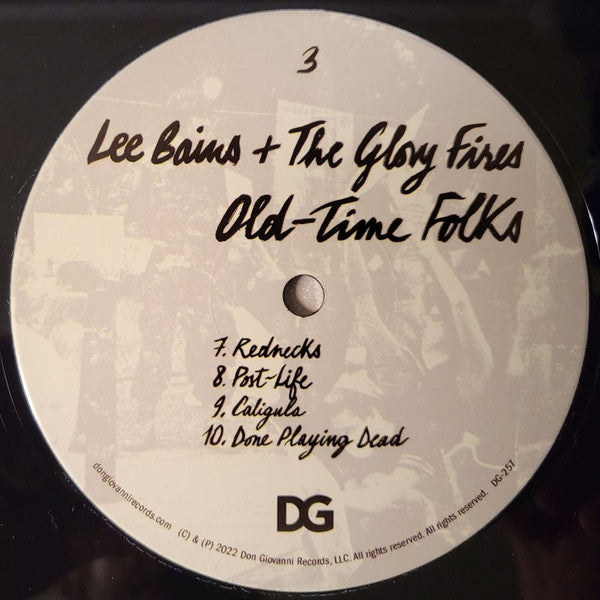 3
Lee Bains + The Glory Fires
Old-Time Folks
7. Rednecks
8. Post-Life
9. Caligula
10. Done Playing Dead
DG
dongiovannirecords.com (C) & (P) 2022 Don Giovanni Records, LLC. All rights reserved. All rights reserved. DG-257